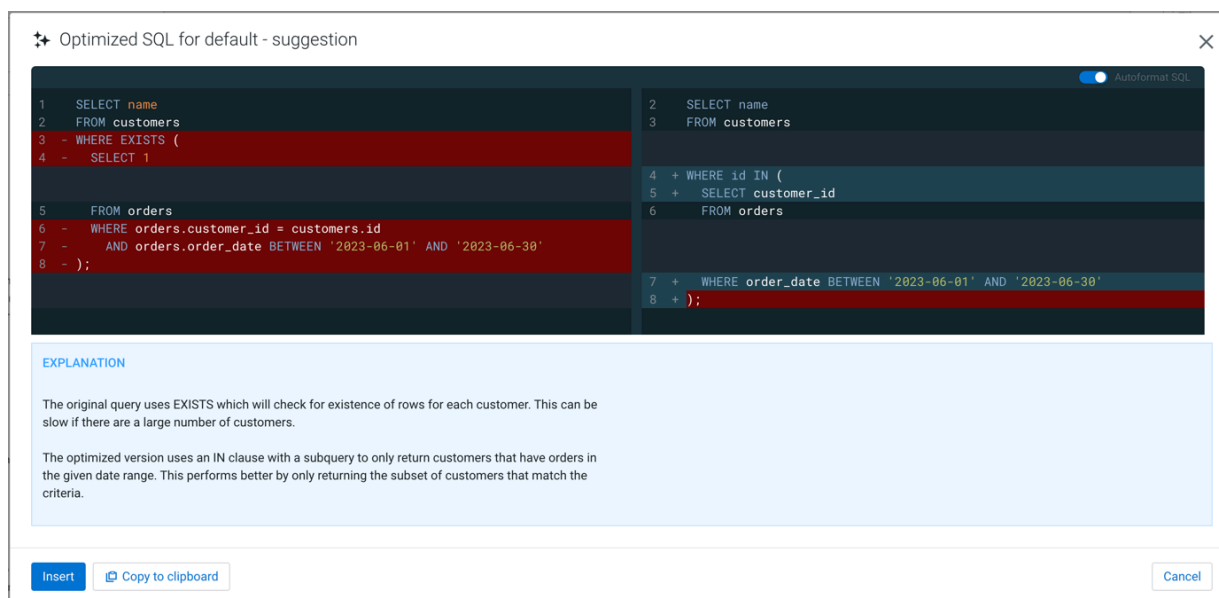 Optimized SQL for default - suggestion
Autoformat SQL
1 SELECT name
2 FROM customers
3 - WHERE EXISTS (
4 - SELECT 1
5 FROM orders
6 - WHERE orders.customer_id = customers.id
7 - AND orders.order_date BETWEEN '2023-06-01' AND '2023-06-30'
8 - );
2 SELECT name
3 FROM customers
4 + WHERE id IN (
5 + SELECT customer_id
6 FROM orders
7 + WHERE order_date BETWEEN '2023-06-01' AND '2023-06-30'
8 + );
EXPLANATION
The original query uses EXISTS which will check for existence of rows for each customer. This can be
slow if there are a large number of customers.
The optimized version uses an IN clause with a subquery to only return customers that have orders in
the given date range. This performs better by only returning the subset of customers that match the
criteria.
Insert
Copy to clipboard
Cancel